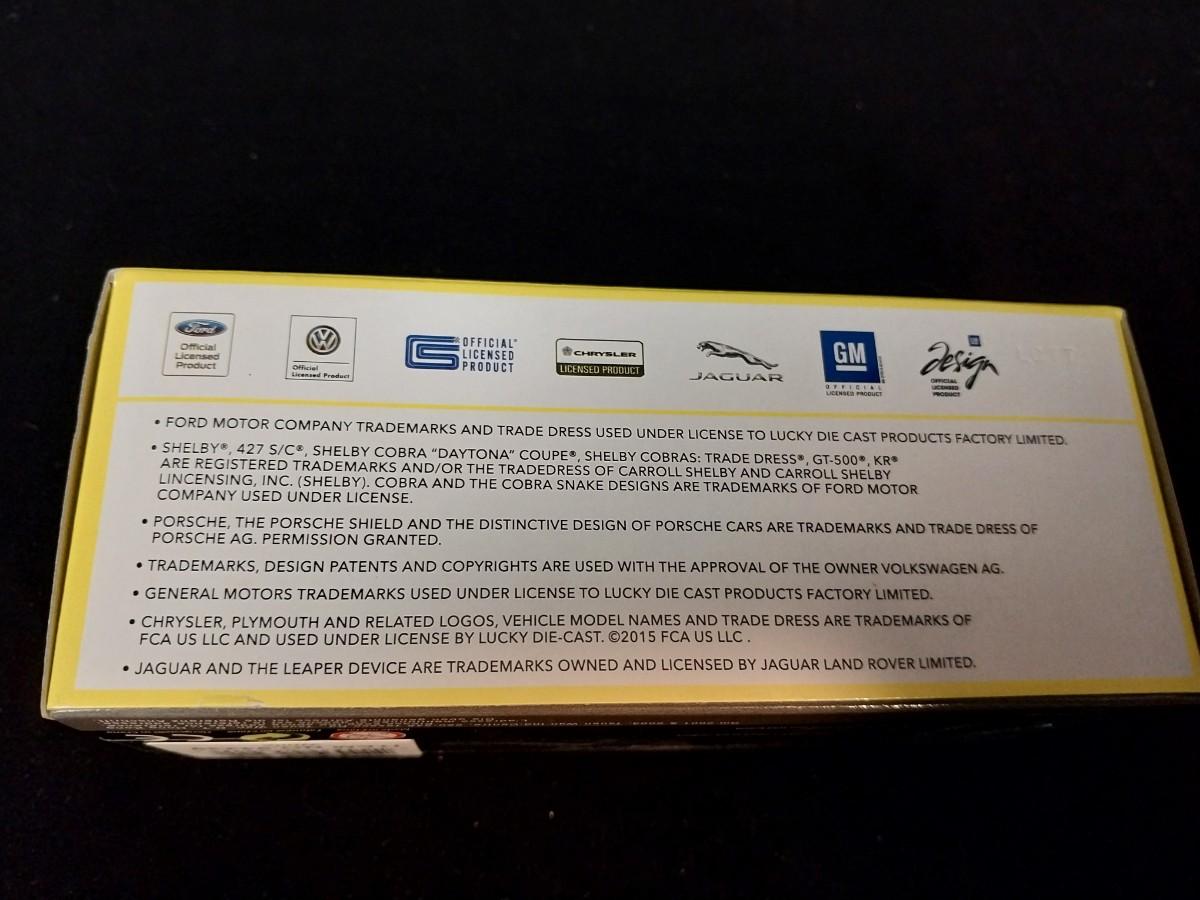 Ford
Official
Licensed
Product
Official
Licensed Product
OFFICIAL
LICENSED
PRODUCT
CHRYSLER
LICENSED PRODUCT
JAGUAR
GM
OFFICIAL
LICENSED PRODUCT
GM
design
OFFICIAL
LICENSED
PRODUCT
• FORD MOTOR COMPANY TRADEMARKS AND TRADE DRESS USED UNDER LICENSE TO LUCKY DIE CAST PRODUCTS FACTORY LIMITED.
• SHELBY®, 427 S/C®, SHELBY COBRA "DAYTONA" COUPE®, SHELBY COBRAS: TRADE DRESS®, GT-500®, KR®
ARE REGISTERED TRADEMARKS AND/OR THE TRADEDRESS OF CARROLL SHELBY AND CARROLL SHELBY
LINCENSING, INC. (SHELBY). COBRA AND THE COBRA SNAKE DESIGNS ARE TRADEMARKS OF FORD MOTOR
COMPANY USED UNDER LICENSE.
• PORSCHE, THE PORSCHE SHIELD AND THE DISTINCTIVE DESIGN OF PORSCHE CARS ARE TRADEMARKS AND TRADE DRESS OF
PORSCHE AG. PERMISSION GRANTED.
• TRADEMARKS, DESIGN PATENTS AND COPYRIGHTS ARE USED WITH THE APPROVAL OF THE OWNER VOLKSWAGEN AG.
• GENERAL MOTORS TRADEMARKS USED UNDER LICENSE TO LUCKY DIE CAST PRODUCTS FACTORY LIMITED.
• CHRYSLER, PLYMOUTH AND RELATED LOGOS, VEHICLE MODEL NAMES AND TRADE DRESS ARE TRADEMARKS OF
FCA US LLC AND USED UNDER LICENSE BY LUCKY DIE-CAST. ©2015 FCA US LLC .
• JAGUAR AND THE LEAPER DEVICE ARE TRADEMARKS OWNED AND LICENSED BY JAGUAR LAND ROVER LIMITED.